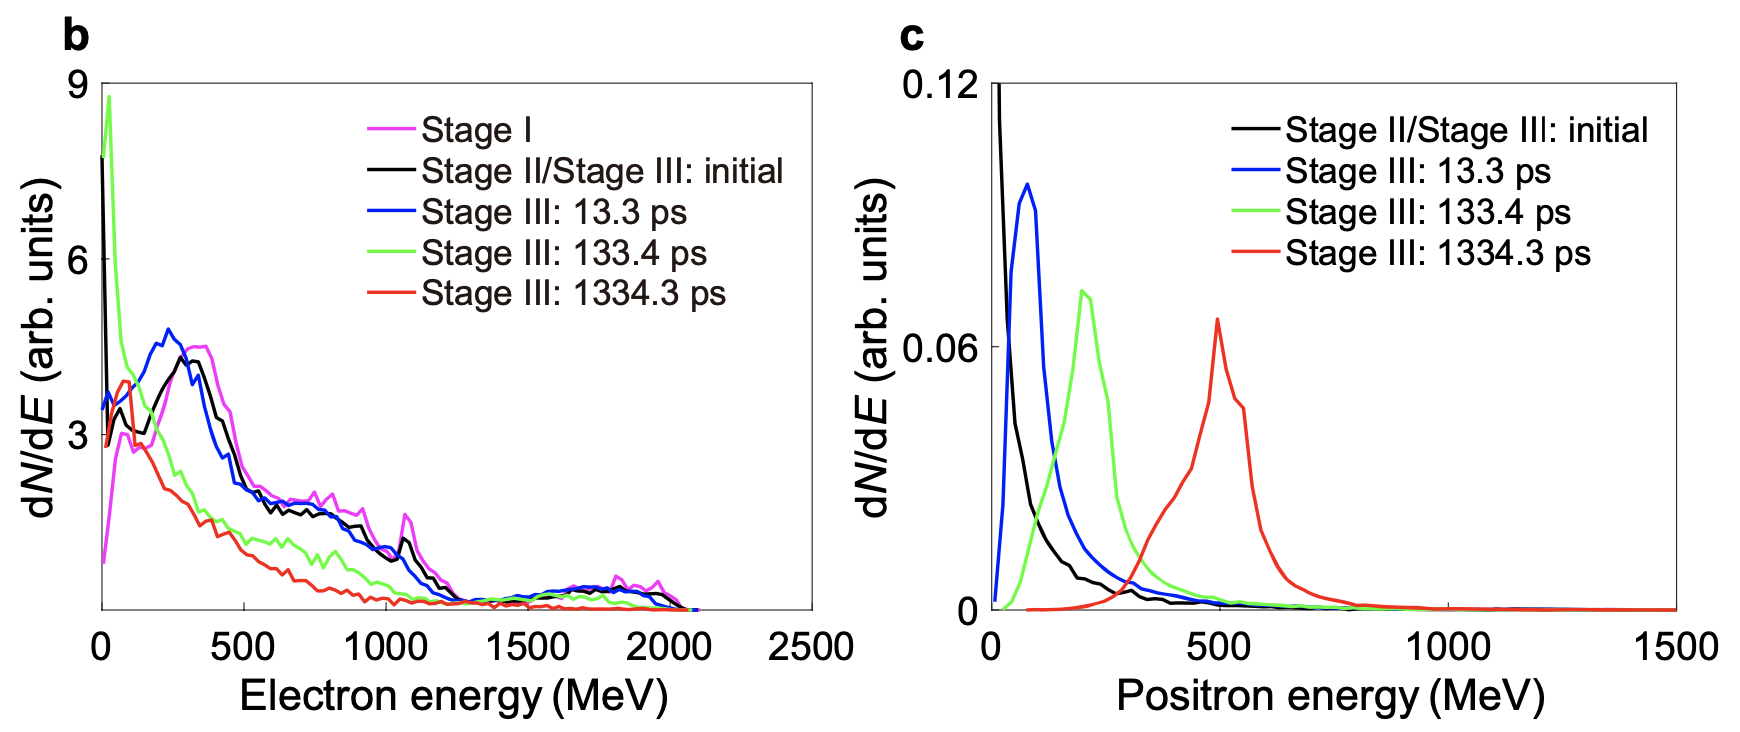 b
9
6
3
0
500
1000
1500
2000
2500
dN/dE (arb. units)
Electron energy (MeV)
Stage I
Stage II/Stage III: initial
Stage III: 13.3 ps
Stage III: 133.4 ps
Stage III: 1334.3 ps
c
0.12
0.06
0
0
500
1000
1500
dN/dE (arb. units)
Positron energy (MeV)
Stage II/Stage III: initial
Stage III: 13.3 ps
Stage III: 133.4 ps
Stage III: 1334.3 ps